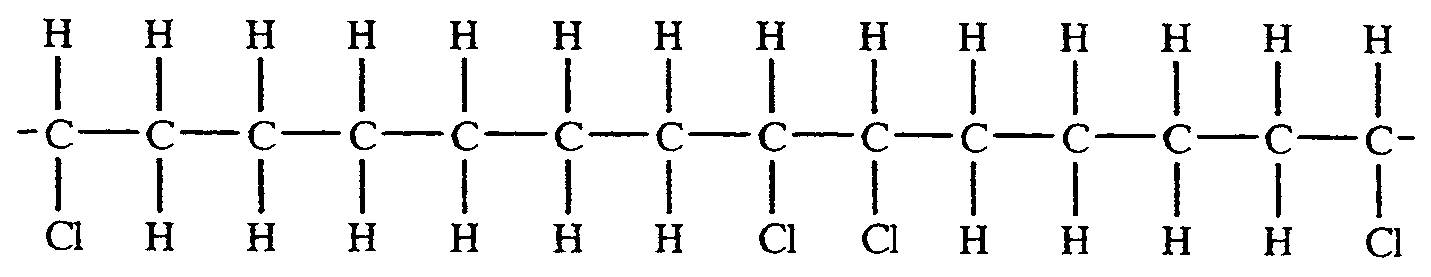 H H H H H H H H H H H H H H
-C—C—C—C—C—C—C—C—C—C—C—C—C—C-
Cl H H H H H H Cl Cl H H H H Cl